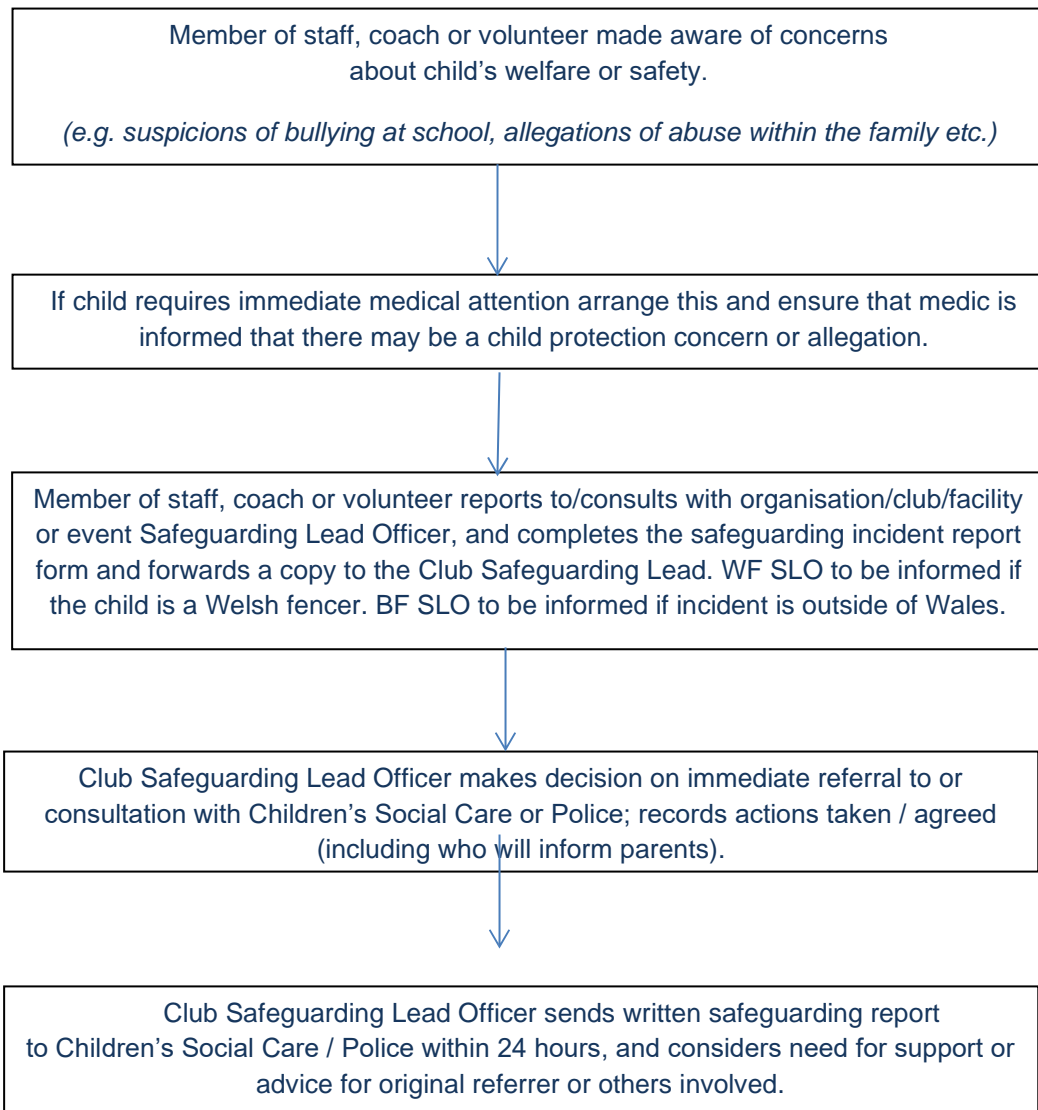 Member of staff, coach or volunteer made aware of concerns
about child’s welfare or safety.
(e.g. suspicions of bullying at school, allegations of abuse within the family etc.)
If child requires immediate medical attention arrange this and ensure that medic is
informed that there may be a child protection concern or allegation.
Member of staff, coach or volunteer reports to/consults with organisation/club/facility
or event Safeguarding Lead Officer, and completes the safeguarding incident report
form and forwards a copy to the Club Safeguarding Lead. WF SLO to be informed if
the child is a Welsh fencer. BF SLO to be informed if incident is outside of Wales.
Club Safeguarding Lead Officer makes decision on immediate referral to or
consultation with Children’s Social Care or Police; records actions taken / agreed
(including who will inform parents).
Club Safeguarding Lead Officer sends written safeguarding report
to Children’s Social Care / Police within 24 hours, and considers need for support or
advice for original referrer or others involved.